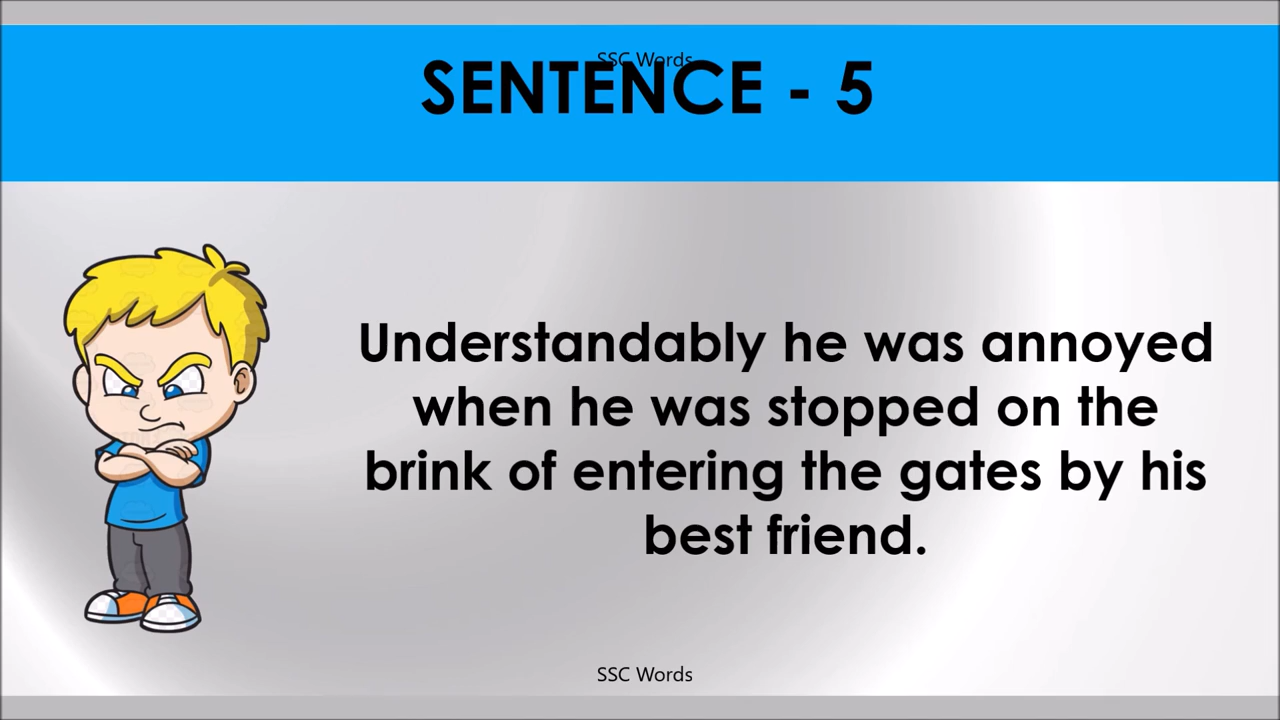 SSC Words
SENTENCE - 5
Understandably he was annoyed
when he was stopped on the
brink of entering the gates by his
best friend.
SSC Words